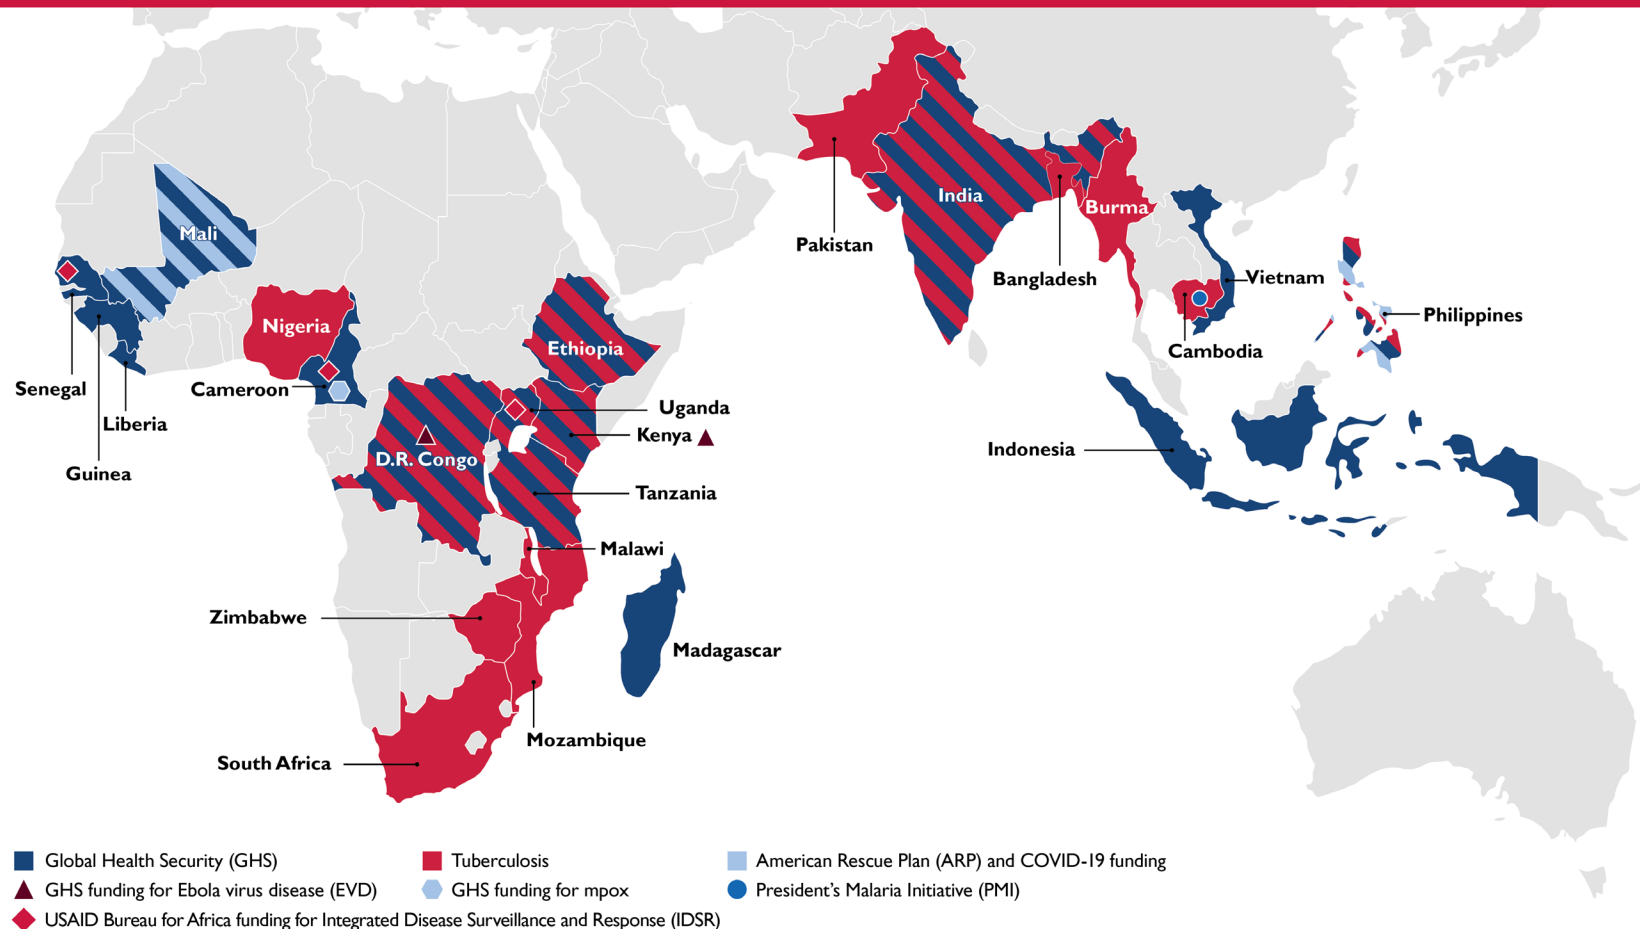 Mali
India
Burma
Pakistan
Bangladesh
Vietnam
Philippines
Nigeria
Ethiopia
Cambodia
Senegal
Cameroon
Liberia
Guinea
Uganda
Kenya
D.R. Congo
Indonesia
Tanzania
Malawi
Zimbabwe
Madagascar
Mozambique
South Africa
Global Health Security (GHS)
Tuberculosis
American Rescue Plan (ARP) and COVID-19 funding
GHS funding for Ebola virus disease (EVD)
GHS funding for mpox
President's Malaria Initiative (PMI)
USAID Bureau for Africa funding for Integrated Disease Surveillance and Response (IDSR)